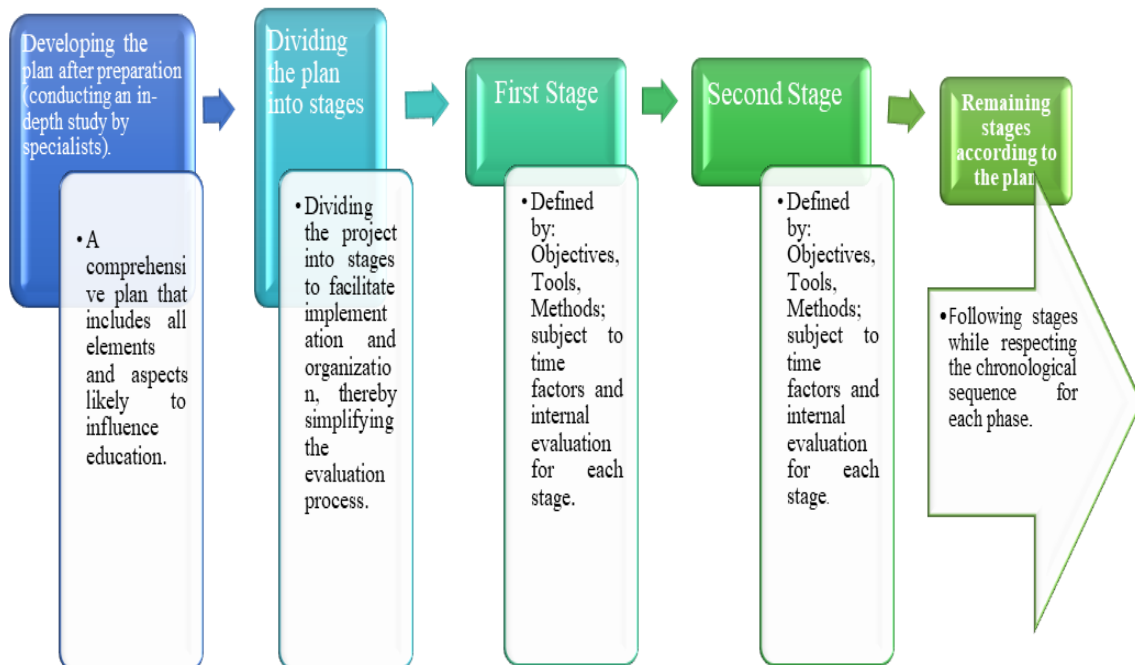 Developing the
plan after preparation
(conducting an in-
depth study by
specialists).
• A
comprehensi
ve plan that
includes all
elements
and aspects
likely to
influence
education.
Dividing
the plan
into stages
• Dividing
the project
into stages
to facilitate
implement
ation and
organizatio
n, thereby
simplifying
the
evaluation
process.
First Stage
• Defined
by:
Objectives,
Tools,
Methods;
subject to
time
factors and
internal
evaluation
for each
stage.
Second Stage
• Defined
by:
Objectives,
Tools,
Methods;
subject to
time
factors and
internal
evaluation
for each
stage.
Remaining
stages
according to
the plan
• Following stages
while respecting
the chronological
sequence for
each phase.